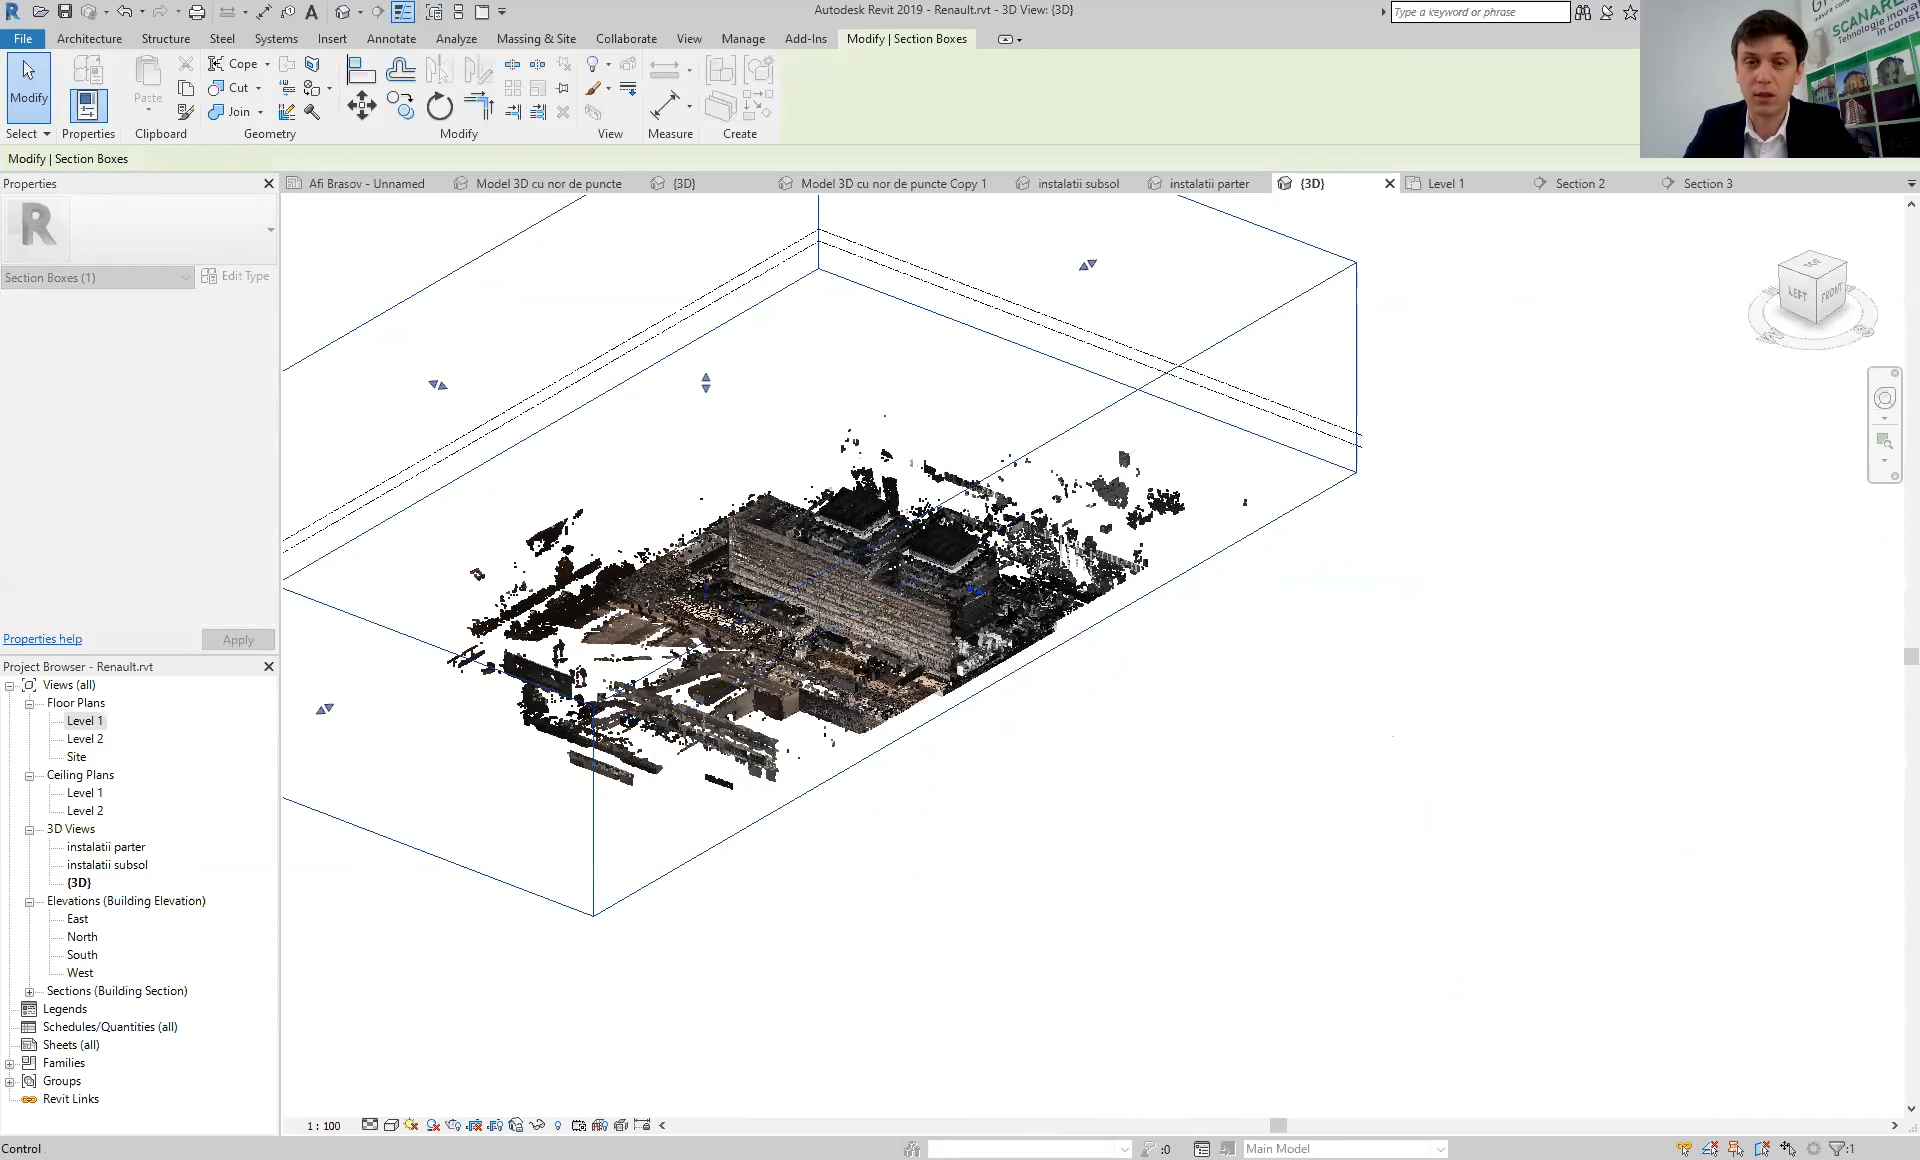 Autodesk Revit 2019 - Renault.rvt - 3D View: {3D}
Type a keyword or phrase
File Architecture Structure Steel Systems Insert Annotate Analyze Massing & Site Collaborate View Manage Add-Ins Modify | Section Boxes
Modify
Paste
Cope
Cut
Join
Select Properties Clipboard Geometry Modify View Measure Create
SCANARE
Tehnologie inova
in const
Modify | Section Boxes
Properties
Afi Brasov - Unnamed
Model 3D cu nor de puncte
{3D}
Model 3D cu nor de puncte Copy 1
instalatii subsol
instalatii parter
{3D}
Level 1
Section 2
Section 3
R
Section Boxes (1)
Edit Type
TOP
LEFT
FRONT
Properties help
Apply
Project Browser - Renault.rvt
Views (all)
Floor Plans
Level 1
Level 2
Site
Ceiling Plans
Level 1
Level 2
3D Views
instalatii parter
instalatii subsol
{3D}
Elevations (Building Elevation)
East
North
South
West
Sections (Building Section)
Legends
Schedules/Quantities (all)
Sheets (all)
Families
Groups
Revit Links
1 : 100
Control
:0
Main Model
:1